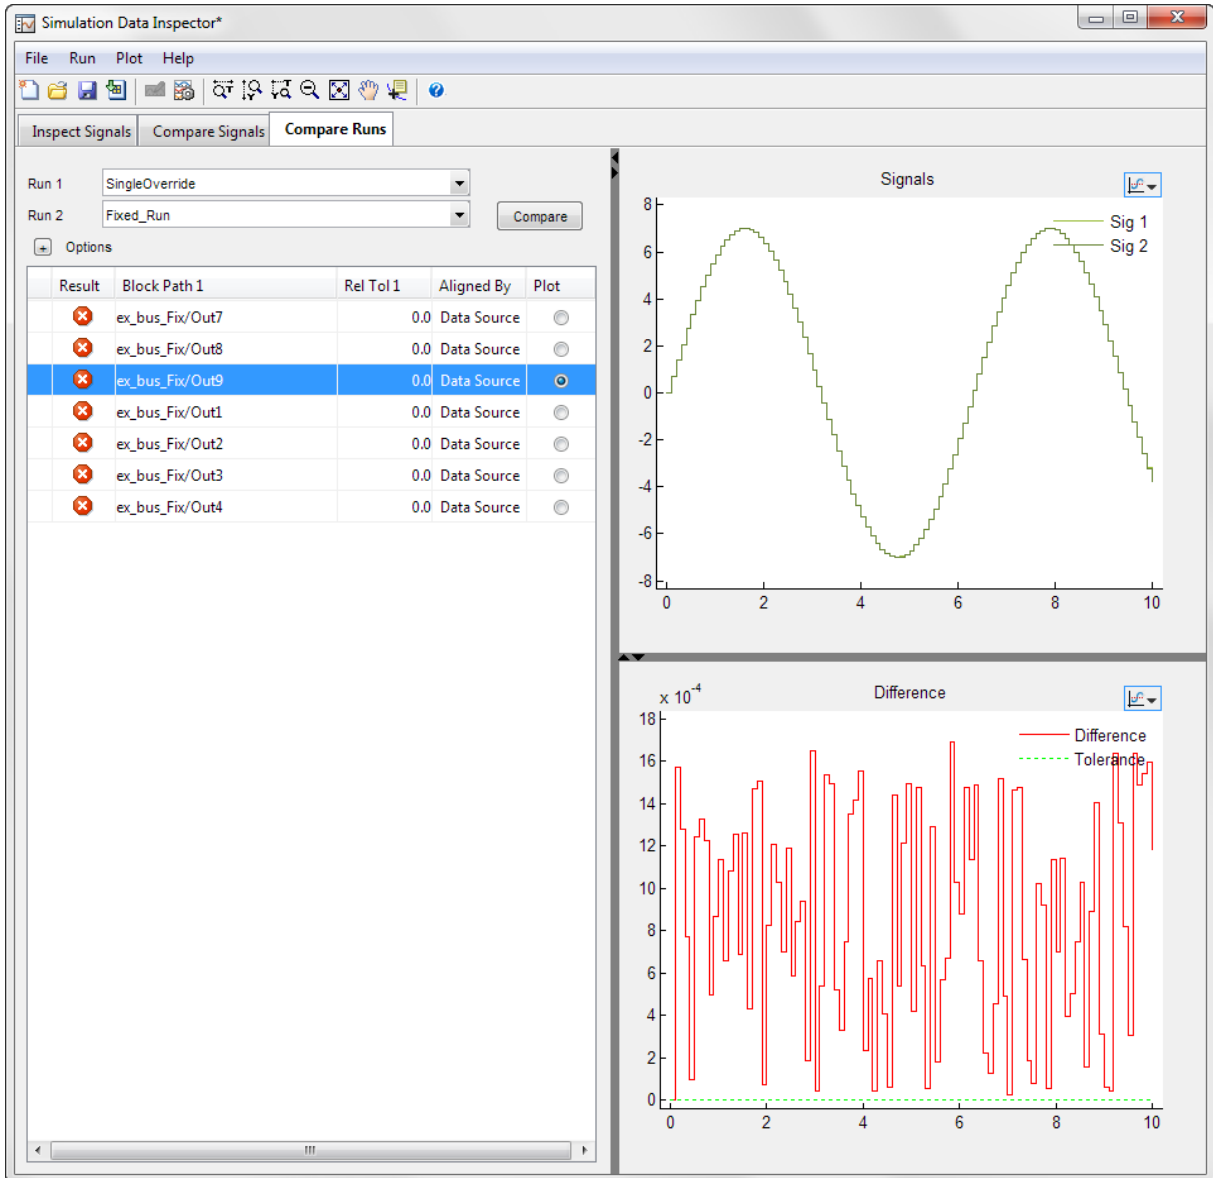 Simulation Data Inspector*
File Run Plot Help
Inspect Signals Compare Signals Compare Runs
Run 1 SingleOverride
Run 2 Fixed_Run Compare
+ Options
Result Block Path 1 Rel Tol 1 Aligned By Plot
ex_bus_Fix/Out7 0.0 Data Source
ex_bus_Fix/Out8 0.0 Data Source
ex_bus_Fix/Out9 0.0 Data Source
ex_bus_Fix/Out1 0.0 Data Source
ex_bus_Fix/Out2 0.0 Data Source
ex_bus_Fix/Out3 0.0 Data Source
ex_bus_Fix/Out4 0.0 Data Source
Signals
Sig 1
Sig 2
8
6
4
2
0
-2
-4
-6
-8
0 2 4 6 8 10
Difference
x 10-4
Difference
Tolerance
18
16
14
12
10
8
6
4
2
0
0 2 4 6 8 10